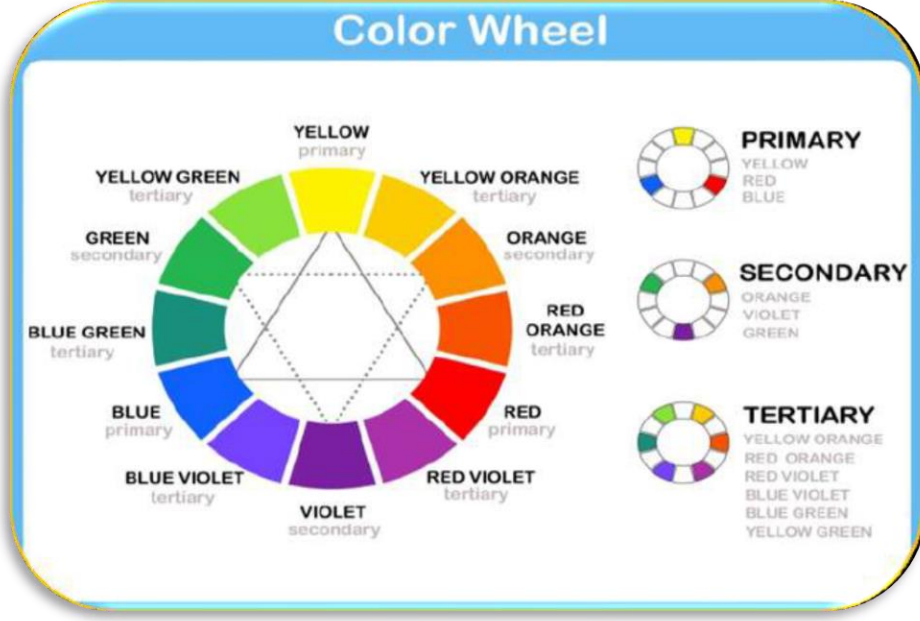 Color Wheel
YELLOW
primary
YELLOW GREEN
tertiary
YELLOW ORANGE
tertiary
GREEN
secondary
ORANGE
secondary
BLUE GREEN
tertiary
RED
ORANGE
tertiary
BLUE
primary
RED
primary
BLUE VIOLET
tertiary
RED VIOLET
tertiary
VIOLET
secondary
PRIMARY
YELLOW
RED
BLUE
SECONDARY
ORANGE
VIOLET
GREEN
TERTIARY
YELLOW ORANGE
RED ORANGE
RED VIOLET
BLUE VIOLET
BLUE GREEN
YELLOW GREEN